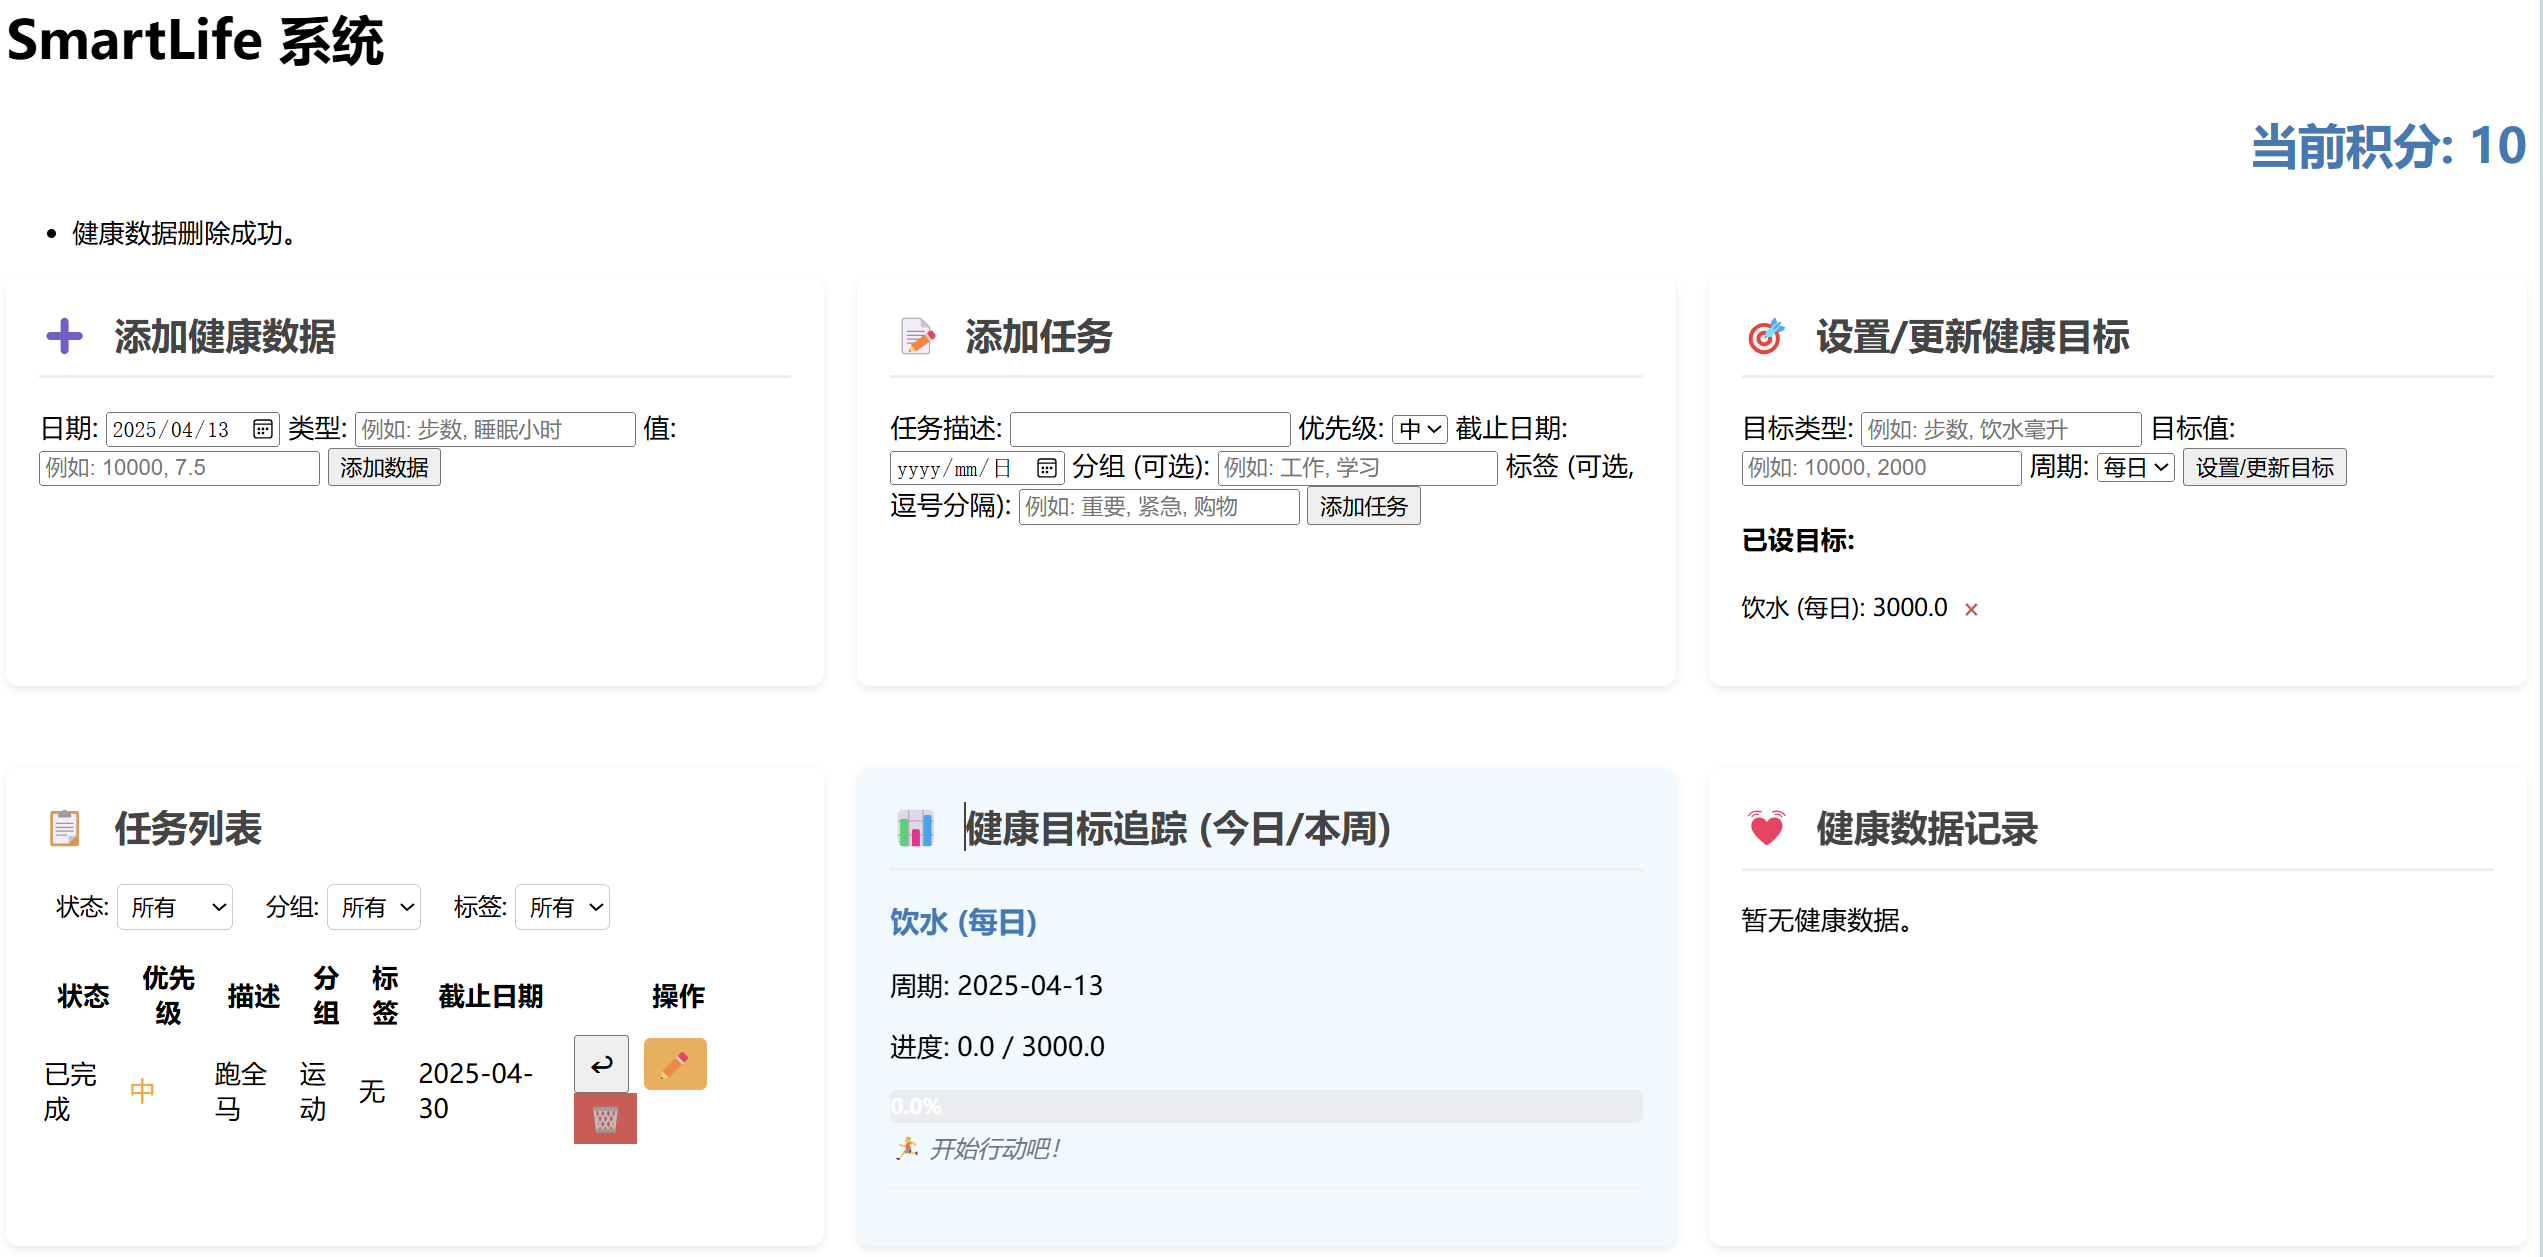 SmartLife 系统
当前积分: 10
健康数据删除成功。
添加健康数据
日期: 2025/04/13 类型: 例如: 步数, 睡眠小时 值:
例如: 10000, 7.5 添加数据
添加任务
任务描述: 优先级: 中 截止日期:
yyyy/mm/日 分组 (可选): 例如: 工作, 学习 标签 (可选,
逗号分隔): 例如: 重要, 紧急, 购物 添加任务
设置/更新健康目标
目标类型: 例如: 步数, 饮水毫升 目标值:
例如: 10000, 2000 周期: 每日 设置/更新目标
已设目标:
饮水 (每日): 3000.0 ×
任务列表
状态: 所有 分组: 所有 标签: 所有
状态 优先级 描述 分组 标签 截止日期 操作
已完成 中 跑全马 运动 无 2025-04-30
健康目标追踪 (今日/本周)
饮水 (每日)
周期: 2025-04-13
进度: 0.0 / 3000.0
0.0%
开始行动吧!
健康数据记录
暂无健康数据。